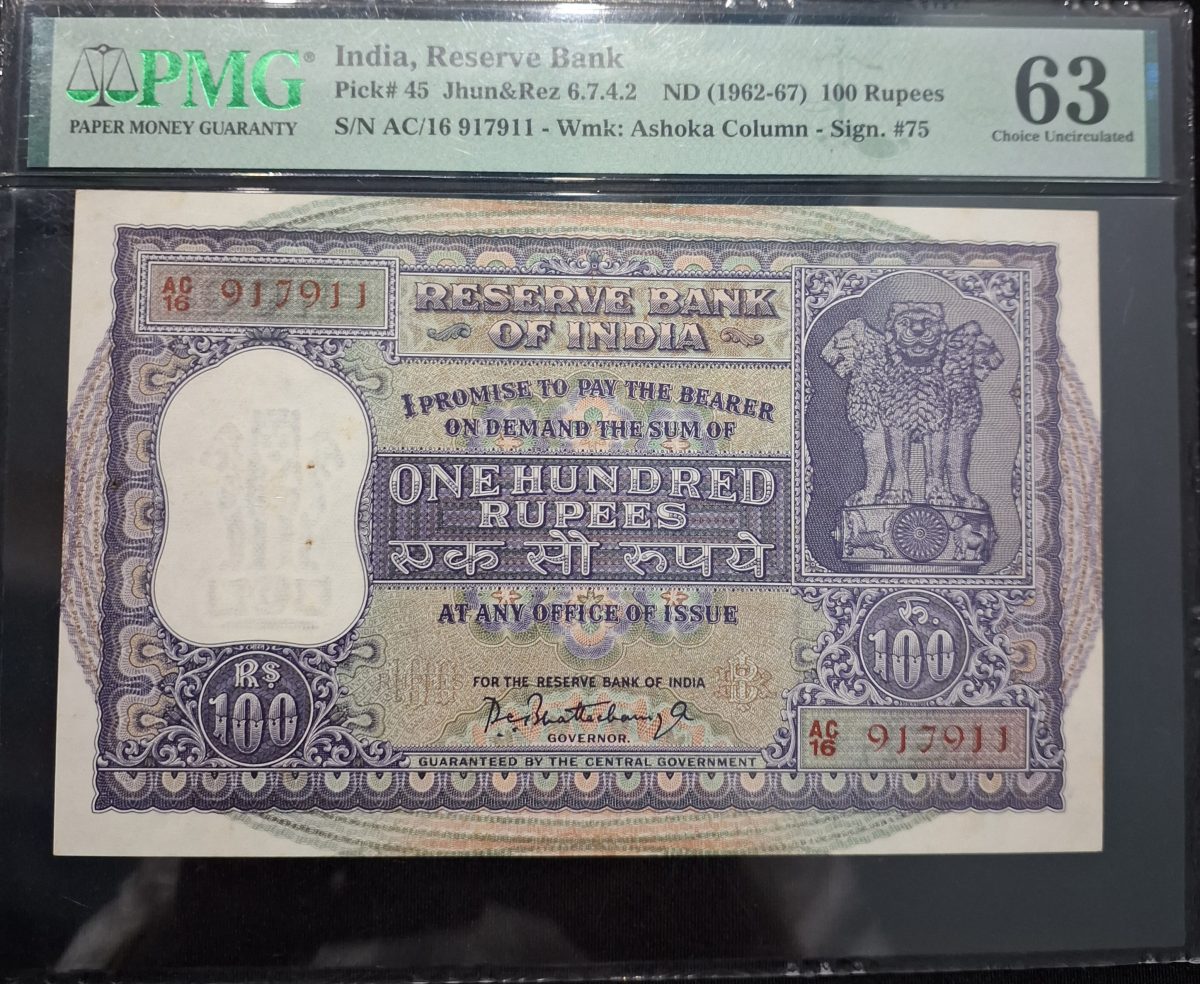 PMG®
PAPER MONEY GUARANTY
India, Reserve Bank
Pick# 45 Jhun&Rez 6.7.4.2 ND (1962-67) 100 Rupees
S/N AC/16 917911 - Wmk: Ashoka Column - Sign. #75
63
Choice Uncirculated
AC
16 917911
RESERVE BANK
OF INDIA
I PROMISE TO PAY THE BEARER
ON DEMAND THE SUM OF
ONE HUNDRED
RUPEES
एक सौ रुपये
AT ANY OFFICE OF ISSUE
FOR THE RESERVE BANK OF INDIA
GOVERNOR.
GUARANTEED BY THE CENTRAL GOVERNMENT
Rs
100
रु.
100
AC
16 917911